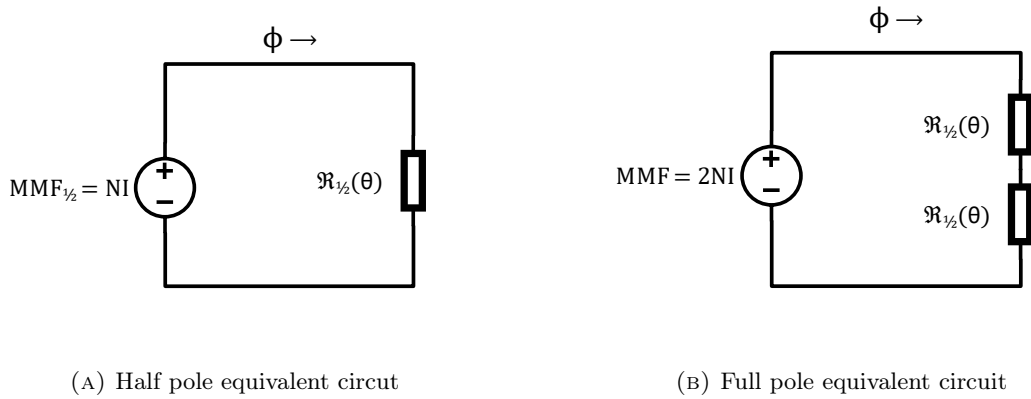 ϕ →
MMF½ = NI
+
−
ℜ½(θ)
(A) Half pole equivalent circut
ϕ →
MMF = 2NI
+
−
ℜ½(θ)
ℜ½(θ)
(B) Full pole equivalent circuit